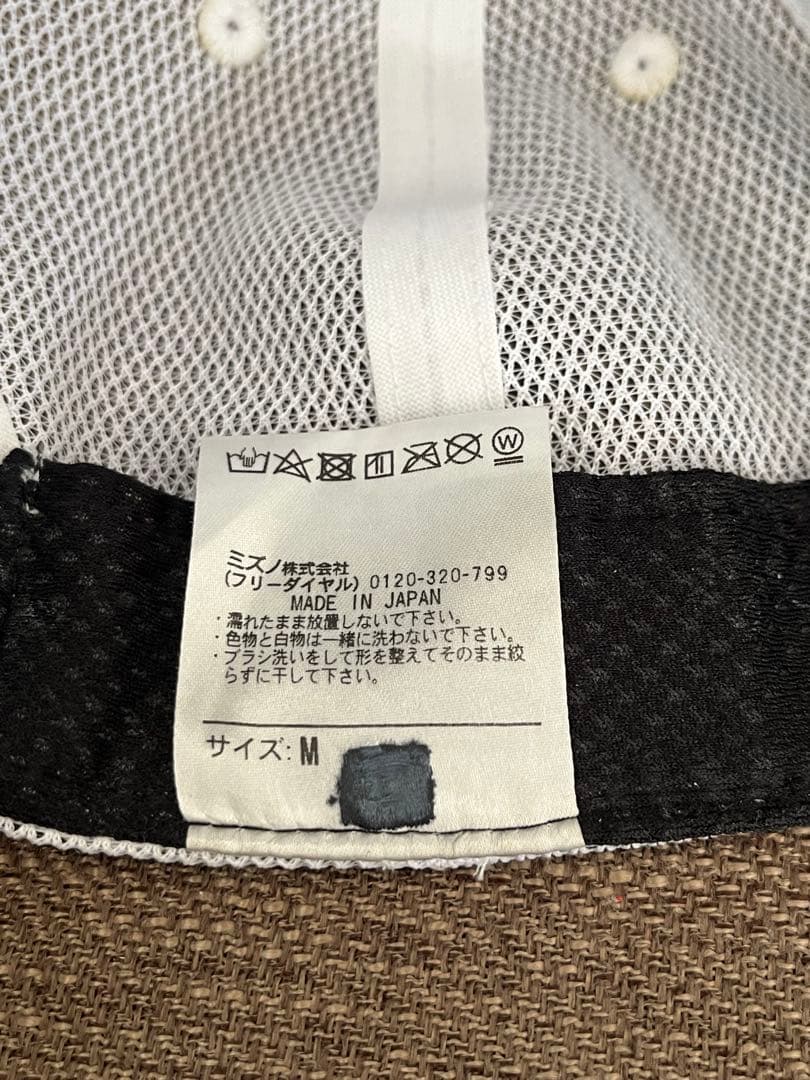 W
ミズノ株式会社
(フリーダイヤル) 0120-320-799
MADE IN JAPAN
・濡れたまま放置しないで下さい。
・色物と白物は一緒に洗わないで下さい。
・ブラシ洗いをして形を整えてそのまま絞
らずに干して下さい。
サイズ: M